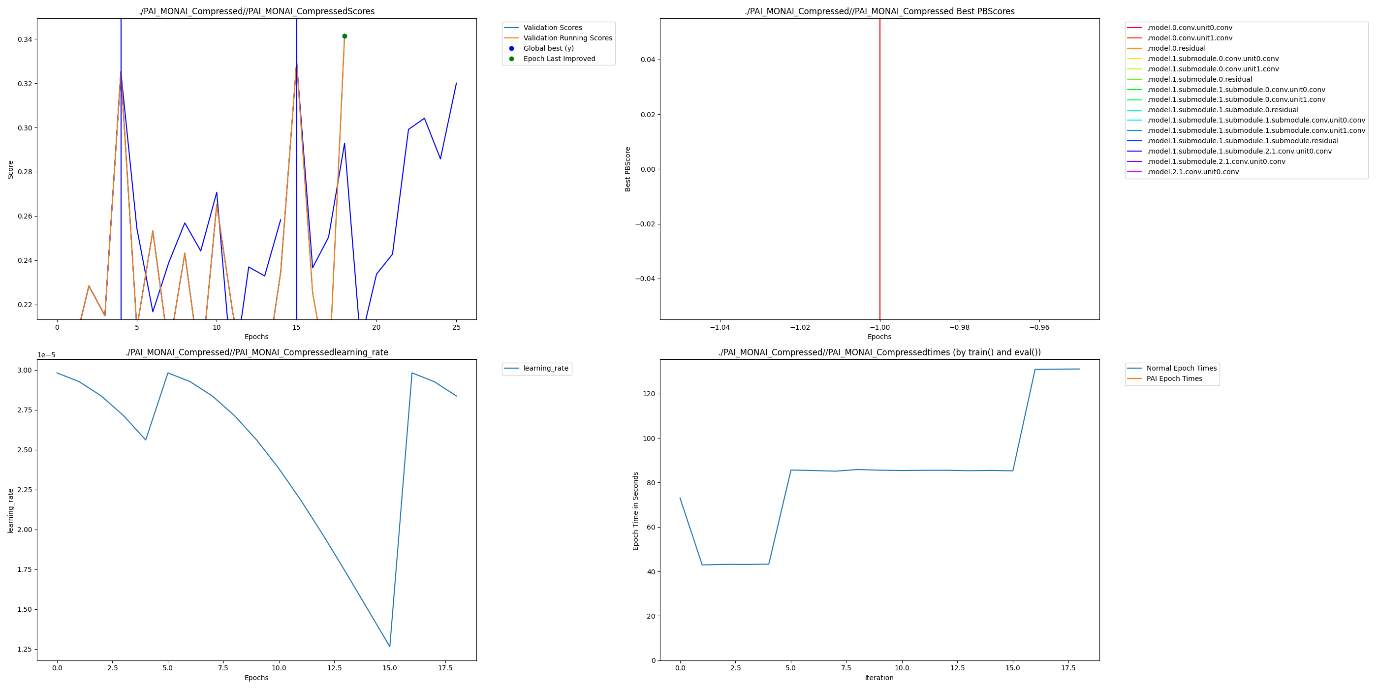 ./PAI_MONAI_Compressed//PAI_MONAI_CompressedScores
0.34
0.32
0.30
0.28
0.26
0.24
0.22
Score
0
5
10
15
20
25
Epochs
Validation Scores
Validation Running Scores
Global best (y)
Epoch Last Improved
./PAI_MONAI_Compressed//PAI_MONAI_Compressed Best PBScores
0.04
0.02
0.00
−0.02
−0.04
Best PBScore
−1.04
−1.02
−1.00
−0.98
−0.96
Epochs
.model.0.conv.unit0.conv
.model.0.conv.unit1.conv
.model.0.residual
.model.1.submodule.0.conv.unit0.conv
.model.1.submodule.0.conv.unit1.conv
.model.1.submodule.0.residual
.model.1.submodule.1.submodule.0.conv.unit0.conv
.model.1.submodule.1.submodule.0.conv.unit1.conv
.model.1.submodule.1.submodule.0.residual
.model.1.submodule.1.submodule.1.submodule.conv.unit0.conv
.model.1.submodule.1.submodule.1.submodule.conv.unit1.conv
.model.1.submodule.1.submodule.1.submodule.residual
.model.1.submodule.1.submodule.2.1.conv.unit0.conv
.model.1.submodule.2.1.conv.unit0.conv
.model.2.1.conv.unit0.conv
./PAI_MONAI_Compressed//PAI_MONAI_Compressedlearning_rate
1e−5
3.00
2.75
2.50
2.25
2.00
1.75
1.50
1.25
learning_rate
0.0
2.5
5.0
7.5
10.0
12.5
15.0
17.5
Epochs
learning_rate
./PAI_MONAI_Compressed//PAI_MONAI_Compressedtimes (by train() and eval())
120
100
80
60
40
20
0
Epoch Time in Seconds
0.0
2.5
5.0
7.5
10.0
12.5
15.0
17.5
Iteration
Normal Epoch Times
PAI Epoch Times